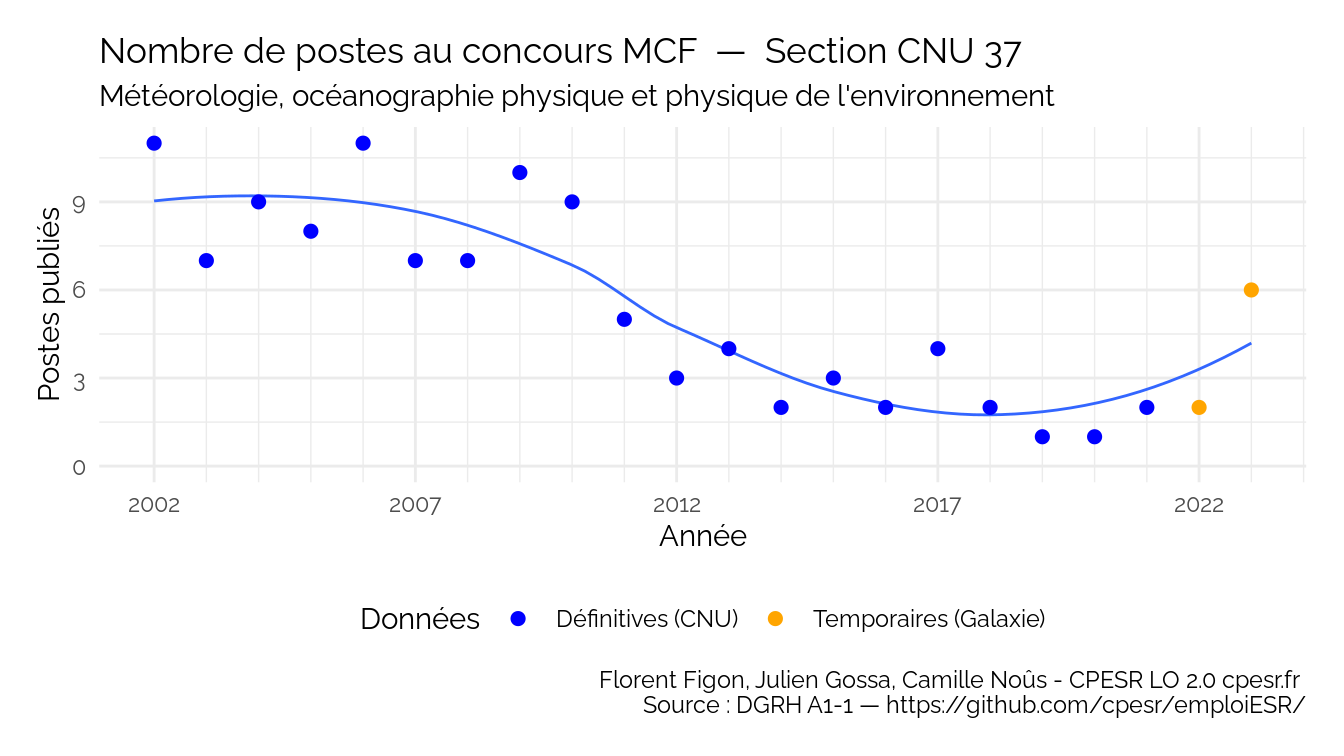 Nombre de postes au concours MCF — Section CNU 37
Météorologie, océanographie physique et physique de l'environnement
Postes publiés
9
6
3
0
2002 2007 2012 2017 2022
Année
Données Définitives (CNU) Temporaires (Galaxie)
Florent Figon, Julien Gossa, Camille Noûs - CPESR LO 2.0 cpesr.fr
Source : DGRH A1-1 — https://github.com/cpesr/emploiESR/